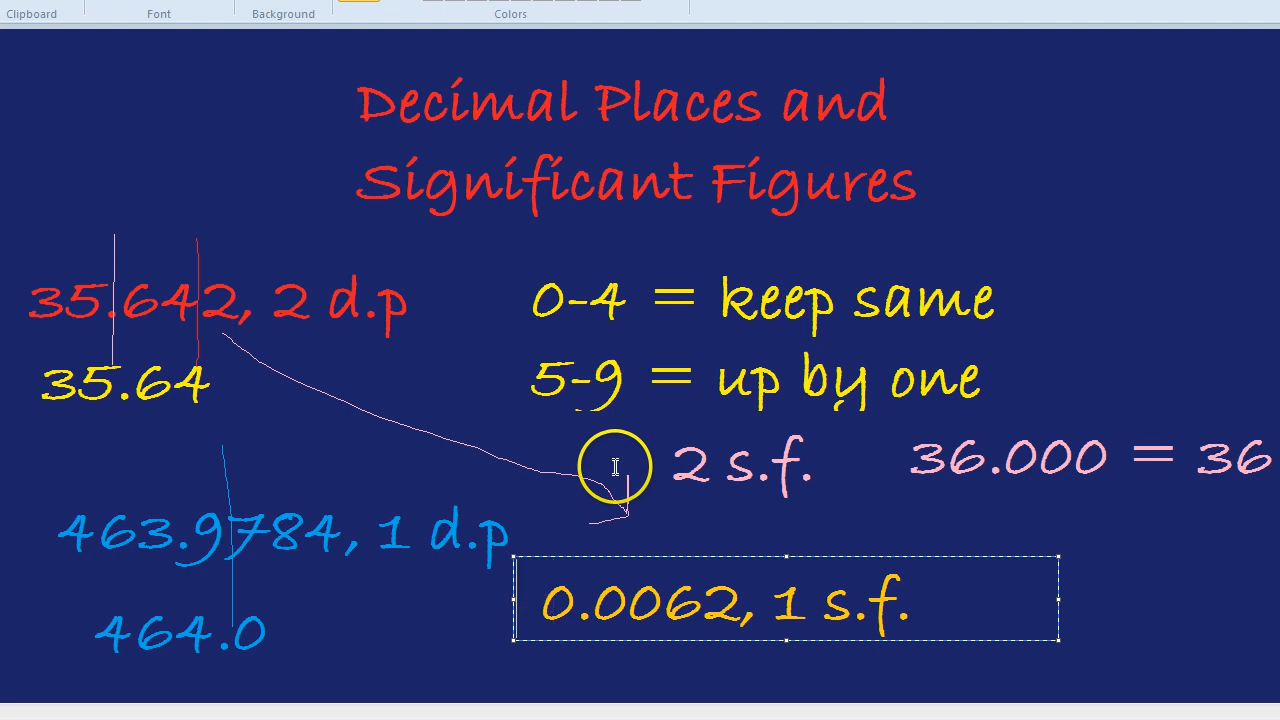 Clipboard Font Background Colors
Decimal Places and
Significant Figures
35.642, 2 d.p
35.64
0-4 = keep same
5-9 = up by one
2 s.f. 36.000 = 36
463.9784, 1 d.p
464.0
0.0062, 1 s.f.